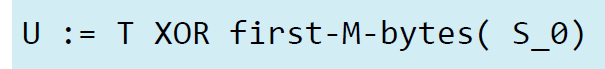 U := T XOR first-M-bytes( S_0)